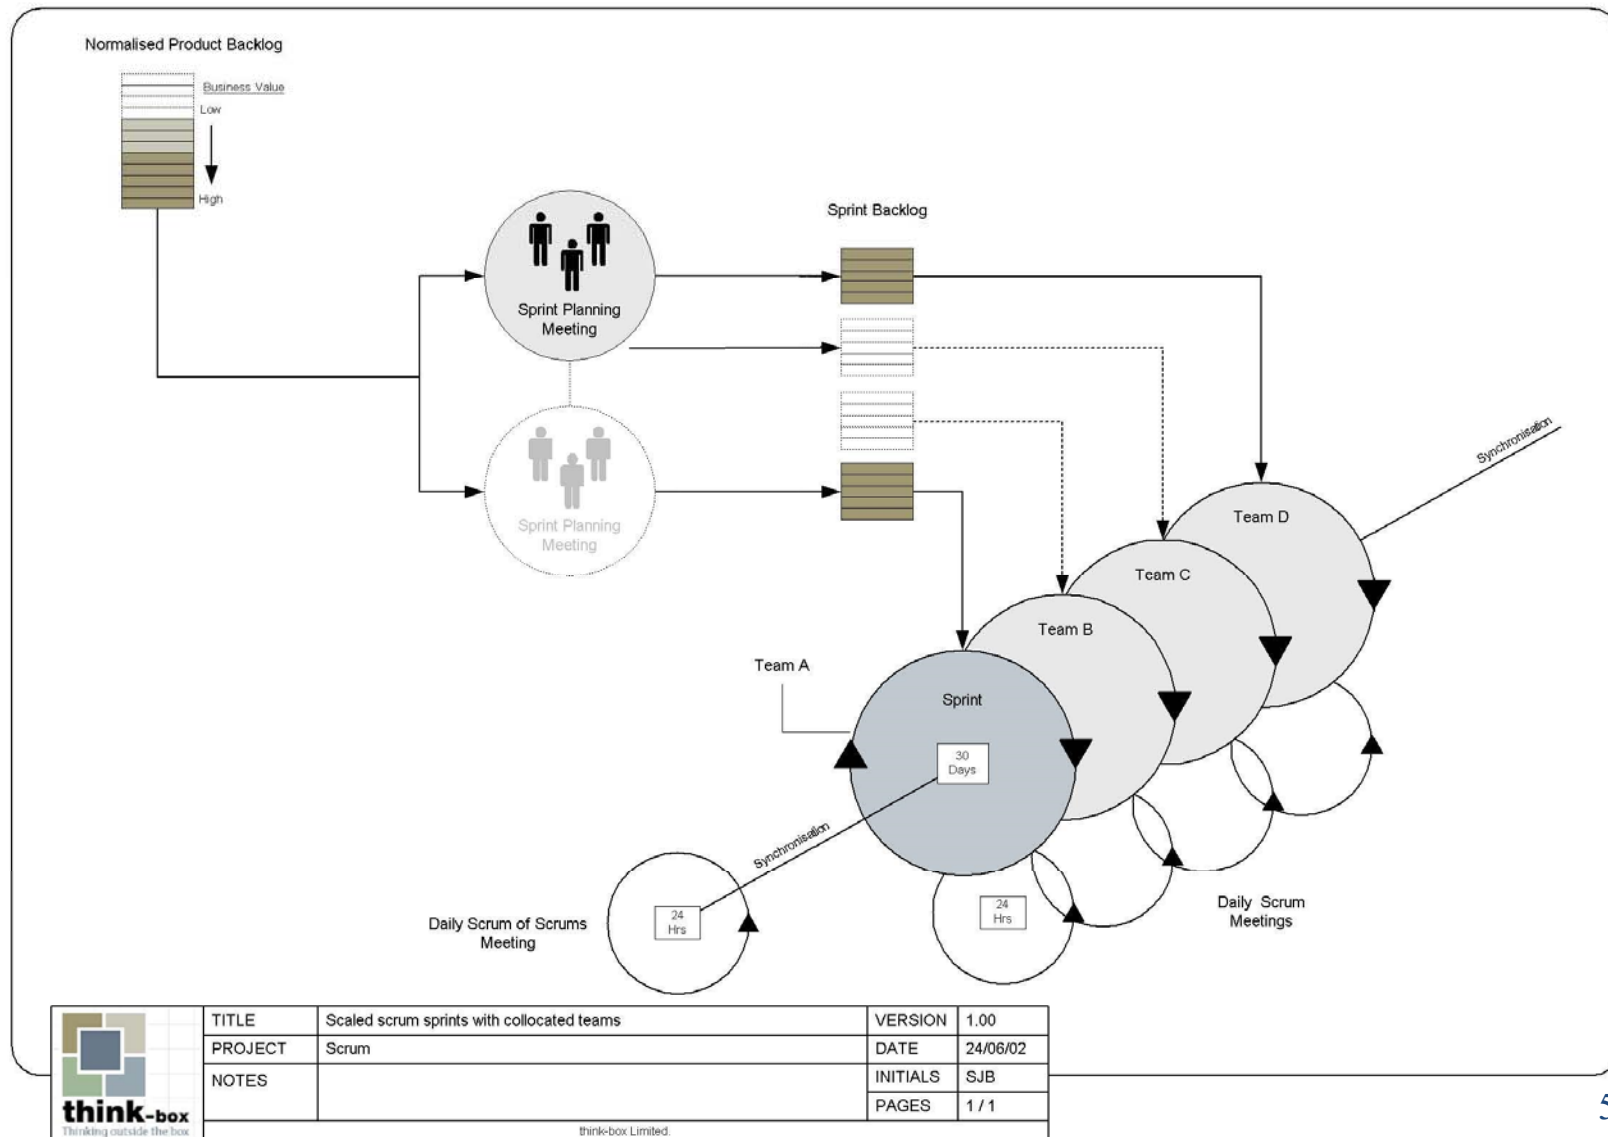 Normalised Product Backlog
Business Value
Low
High
Sprint Planning
Meeting
Sprint Backlog
Sprint Planning
Meeting
Synchronisation
Team D
Team C
Team B
Team A
Sprint
30
Days
Synchronisation
24
Hrs
Daily Scrum of Scrums
Meeting
24
Hrs
Daily Scrum
Meetings
TITLE Scaled scrum sprints with collocated teams VERSION 1.00
PROJECT Scrum DATE 24/06/02
NOTES INITIALS SJB
PAGES 1 / 1
think-box
Thinking outside the box
think-box Limited.
5